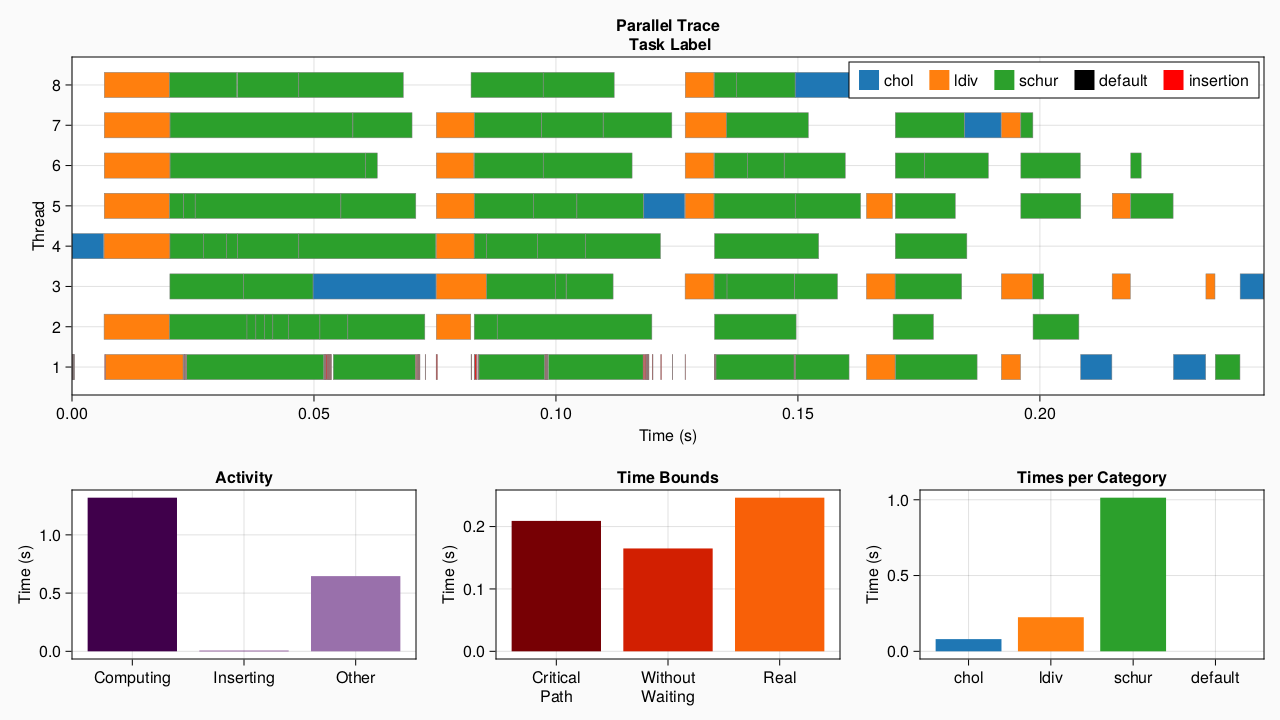 Parallel Trace
Task Label
chol ldiv schur default insertion
Thread
8
7
6
5
4
3
2
1
0.00 0.05 0.10 0.15 0.20
Time (s)
Activity
Time (s)
1.0
0.5
0.0
Computing Inserting Other
Time Bounds
Time (s)
0.2
0.1
0.0
Critical Path Without Waiting Real
Times per Category
Time (s)
1.0
0.5
0.0
chol ldiv schur default